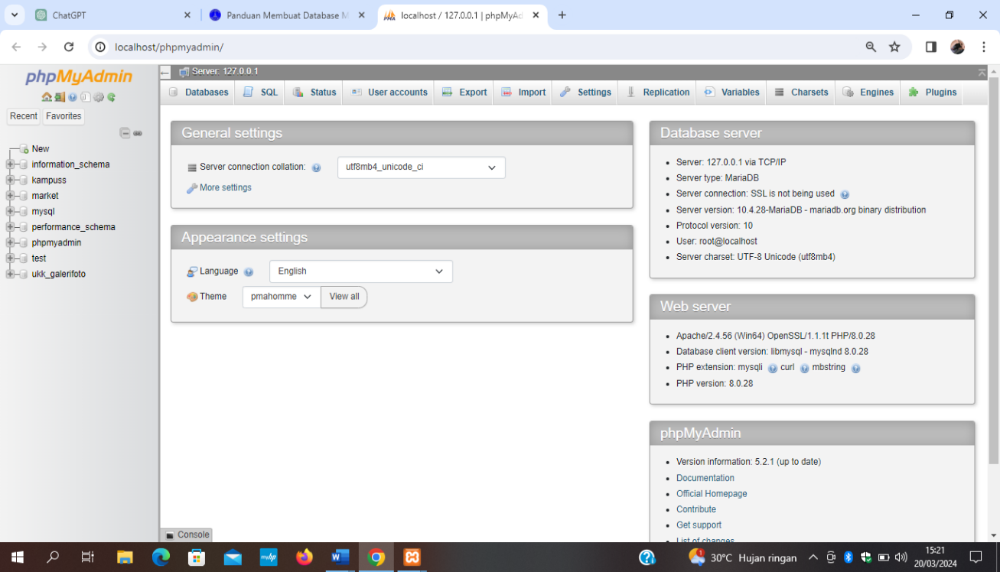 ChatGPT
Panduan Membuat Database M
localhost / 127.0.0.1 | phpMyAd
localhost/phpmyadmin/
phpMyAdmin
Recent Favorites
New
information_schema
kampuss
market
mysql
performance_schema
phpmyadmin
test
ukk_galerifoto
Server: 127.0.0.1
Databases SQL Status User accounts Export Import Settings Replication Variables Charsets Engines Plugins
General settings
Server connection collation: utf8mb4_unicode_ci
More settings
Appearance settings
Language English
Theme pmahomme View all
Database server
Server: 127.0.0.1 via TCP/IP
Server type: MariaDB
Server connection: SSL is not being used
Server version: 10.4.28-MariaDB - mariadb.org binary distribution
Protocol version: 10
User: root@localhost
Server charset: UTF-8 Unicode (utf8mb4)
Web server
Apache/2.4.56 (Win64) OpenSSL/1.1.1t PHP/8.0.28
Database client version: libmysql - mysqlnd 8.0.28
PHP extension: mysqli curl mbstring
PHP version: 8.0.28
phpMyAdmin
Version information: 5.2.1 (up to date)
Documentation
Official Homepage
Contribute
Get support
List of changes
Console
30°C Hujan ringan
15:21
20/03/2024